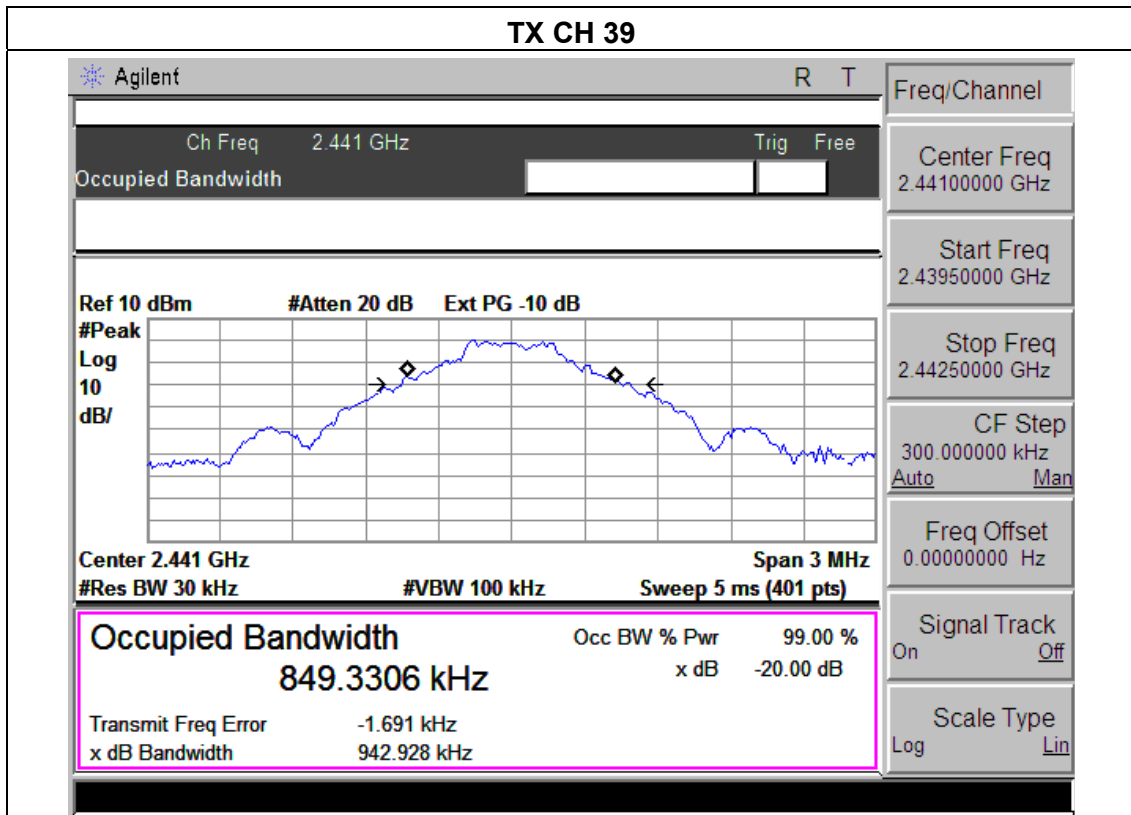 TX CH 39
Agilent R T
Freq/Channel
Ch Freq 2.441 GHz Trig Free
Occupied Bandwidth
Center Freq
2.44100000 GHz
Start Freq
2.43950000 GHz
Stop Freq
2.44250000 GHz
CF Step
300.000000 kHz
Auto Man
Freq Offset
0.00000000 Hz
Signal Track
On Off
Scale Type
Log Lin
Ref 10 dBm #Atten 20 dB Ext PG -10 dB
#Peak
Log
10
dB/
Center 2.441 GHz Span 3 MHz
#Res BW 30 kHz #VBW 100 kHz Sweep 5 ms (401 pts)
Occupied Bandwidth Occ BW % Pwr 99.00 %
849.3306 kHz x dB -20.00 dB
Transmit Freq Error -1.691 kHz
x dB Bandwidth 942.928 kHz